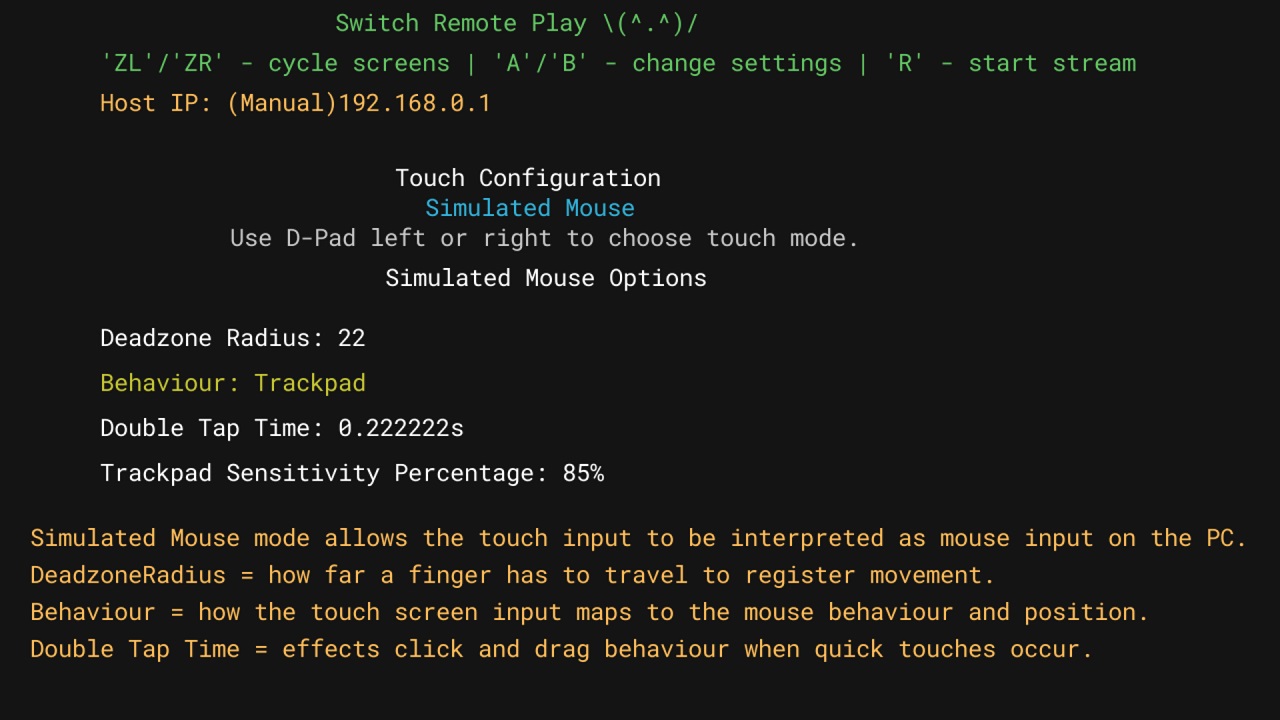 Switch Remote Play \(^.^)/
'ZL'/'ZR' - cycle screens | 'A'/'B' - change settings | 'R' - start stream
Host IP: (Manual)192.168.0.1
Touch Configuration
Simulated Mouse
Use D-Pad left or right to choose touch mode.
Simulated Mouse Options
Deadzone Radius: 22
Behaviour: Trackpad
Double Tap Time: 0.222222s
Trackpad Sensitivity Percentage: 85%
Simulated Mouse mode allows the touch input to be interpreted as mouse input on the PC.
DeadzoneRadius = how far a finger has to travel to register movement.
Behaviour = how the touch screen input maps to the mouse behaviour and position.
Double Tap Time = effects click and drag behaviour when quick touches occur.